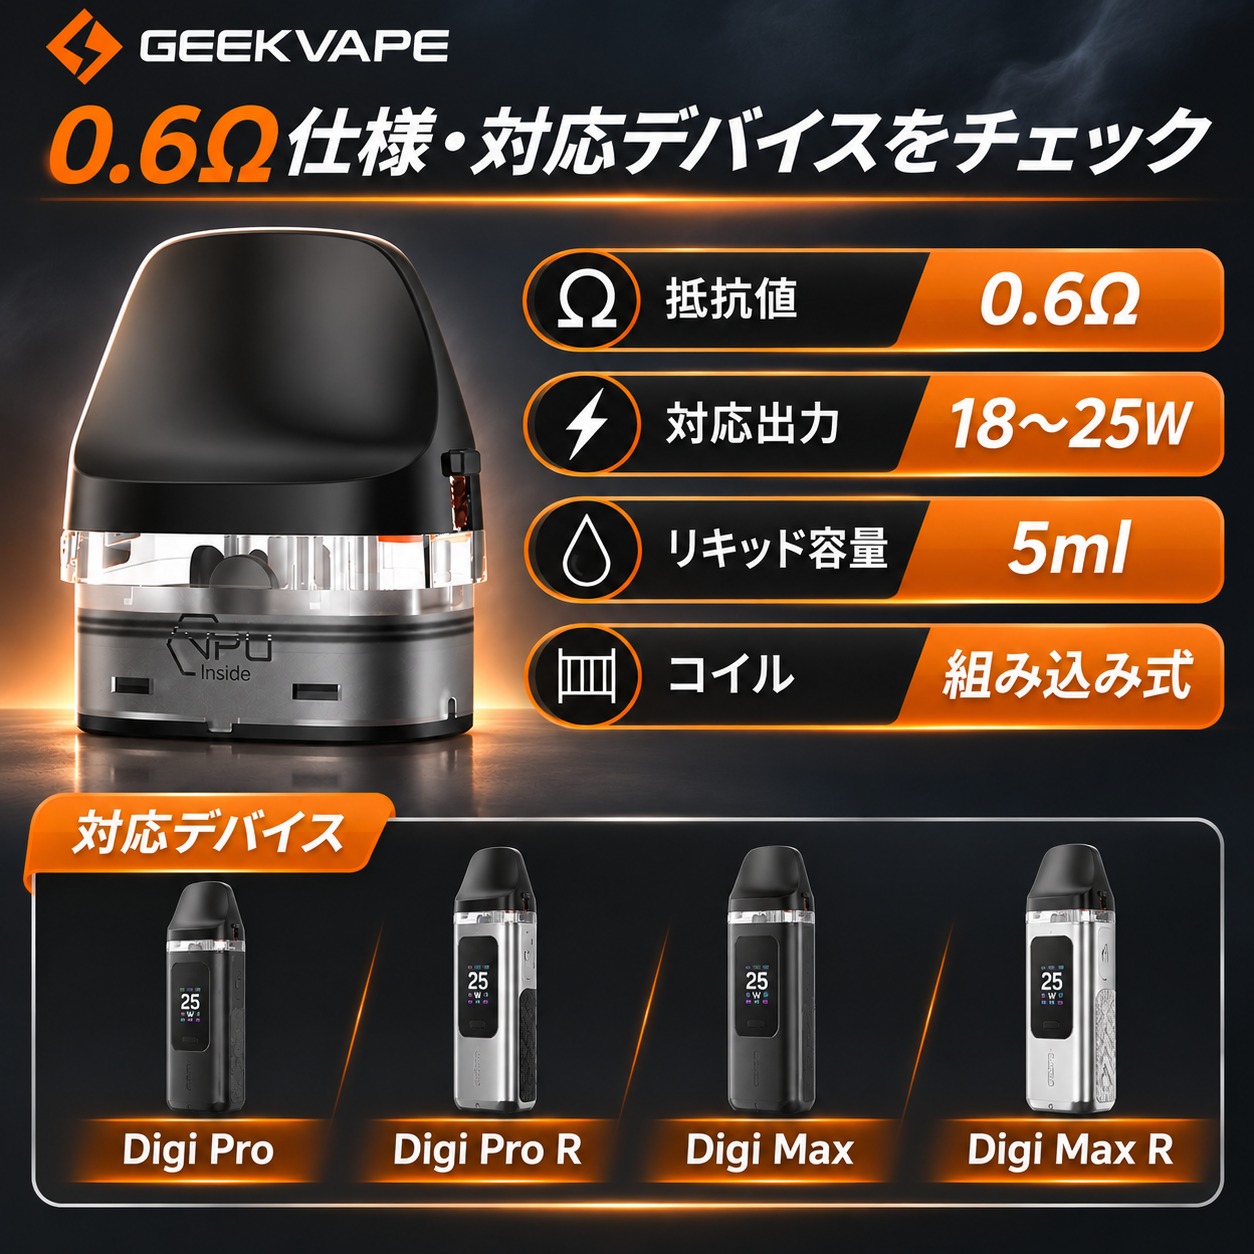 GEEKVAPE
0.6Ω仕様・対応デバイスをチェック
抵抗値 0.6Ω
対応出力 18〜25W
リキッド容量 5ml
コイル 組み込み式
VPU
Inside
対応デバイス
25
W
25
W
25
W
25
W
Digi Pro
Digi Pro R
Digi Max
Digi Max R